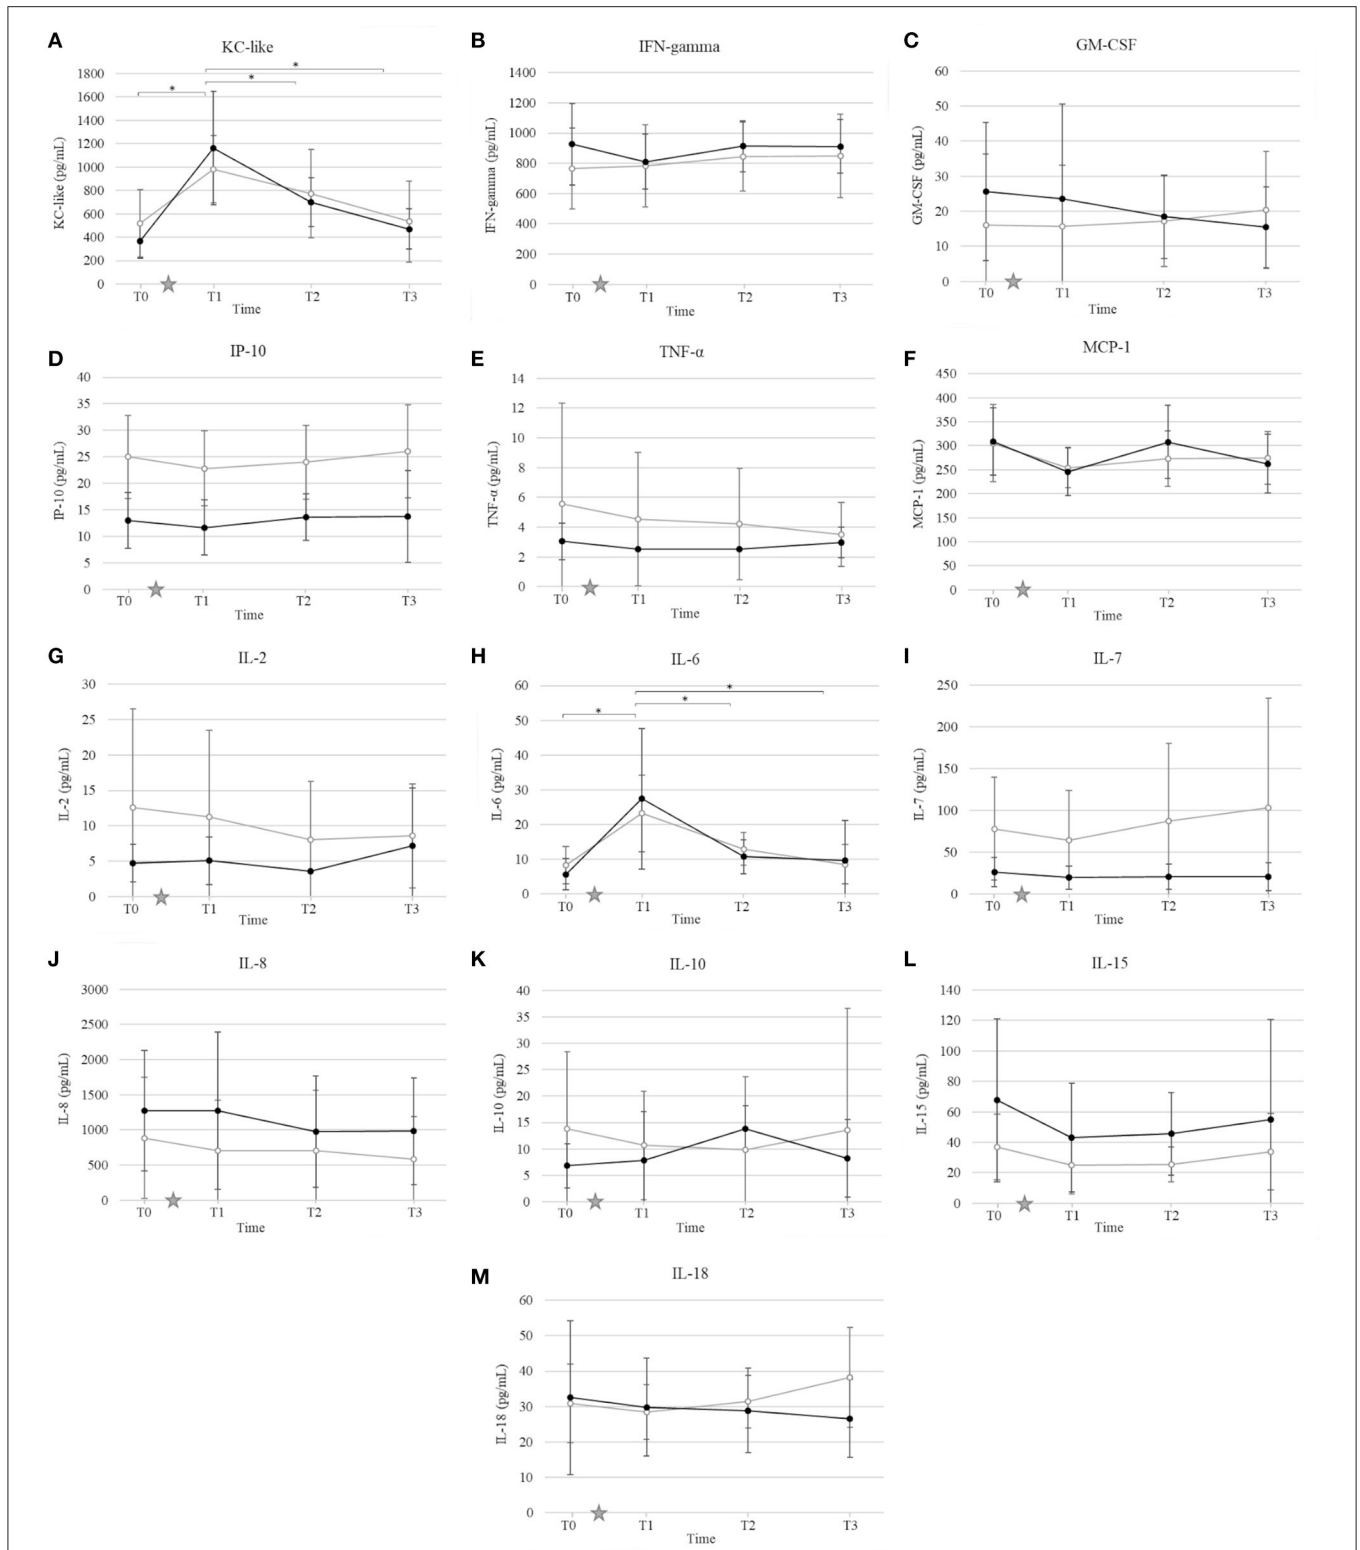 A
KC-like
1800
1600
1400
1200
1000
800
600
400
200
0
KC-like (pg/mL)
*
*
*
T0 T1 T2 T3
Time
B
IFN-gamma
1400
1200
1000
800
600
400
200
0
IFN-gamma (pg/mL)
T0 T1 T2 T3
Time
C
GM-CSF
60
50
40
30
20
10
0
GM-CSF (pg/mL)
T0 T1 T2 T3
Time
D
IP-10
40
35
30
25
20
15
10
5
0
IP-10 (pg/mL)
T0 T1 T2 T3
Time
E
TNF-α
14
12
10
8
6
4
2
0
TNF-α (pg/mL)
T0 T1 T2 T3
Time
F
MCP-1
450
400
350
300
250
200
150
100
50
0
MCP-1 (pg/mL)
T0 T1 T2 T3
Time
G
IL-2
30
25
20
15
10
5
0
IL-2 (pg/mL)
T0 T1 T2 T3
Time
H
IL-6
60
50
40
30
20
10
0
IL-6 (pg/mL)
*
*
*
T0 T1 T2 T3
Time
I
IL-7
250
200
150
100
50
0
IL-7 (pg/mL)
T0 T1 T2 T3
Time
J
IL-8
3000
2500
2000
1500
1000
500
0
IL-8 (pg/mL)
T0 T1 T2 T3
Time
K
IL-10
40
35
30
25
20
15
10
5
0
IL-10 (pg/mL)
T0 T1 T2 T3
Time
L
IL-15
140
120
100
80
60
40
20
0
IL-15 (pg/mL)
T0 T1 T2 T3
Time
M
IL-18
60
50
40
30
20
10
0
IL-18 (pg/mL)
T0 T1 T2 T3
Time